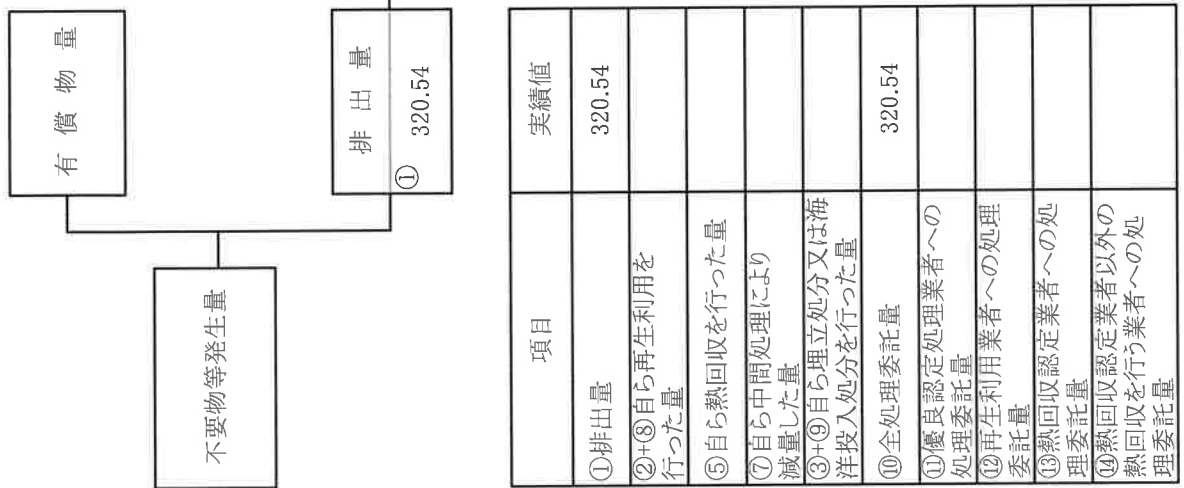 有償物量
不要物等発生量
排出量
① 320.54
項目 実績値
①排出量 320.54
②+⑧自ら再生利用を
行った量
⑤自ら熱回収を行った量
⑦自ら中間処理により
減量した量
③+⑨自ら埋立処分又は海
洋投入処分を行った量
⑩全処理委託量 320.54
⑪優良認定処理業者への
処理委託量
⑫再生利用業者への処理
委託量
⑬熱回収認定業者への処
理委託量
⑭熱回収認定業者以外の
熱回収を行う業者への処
理委託量